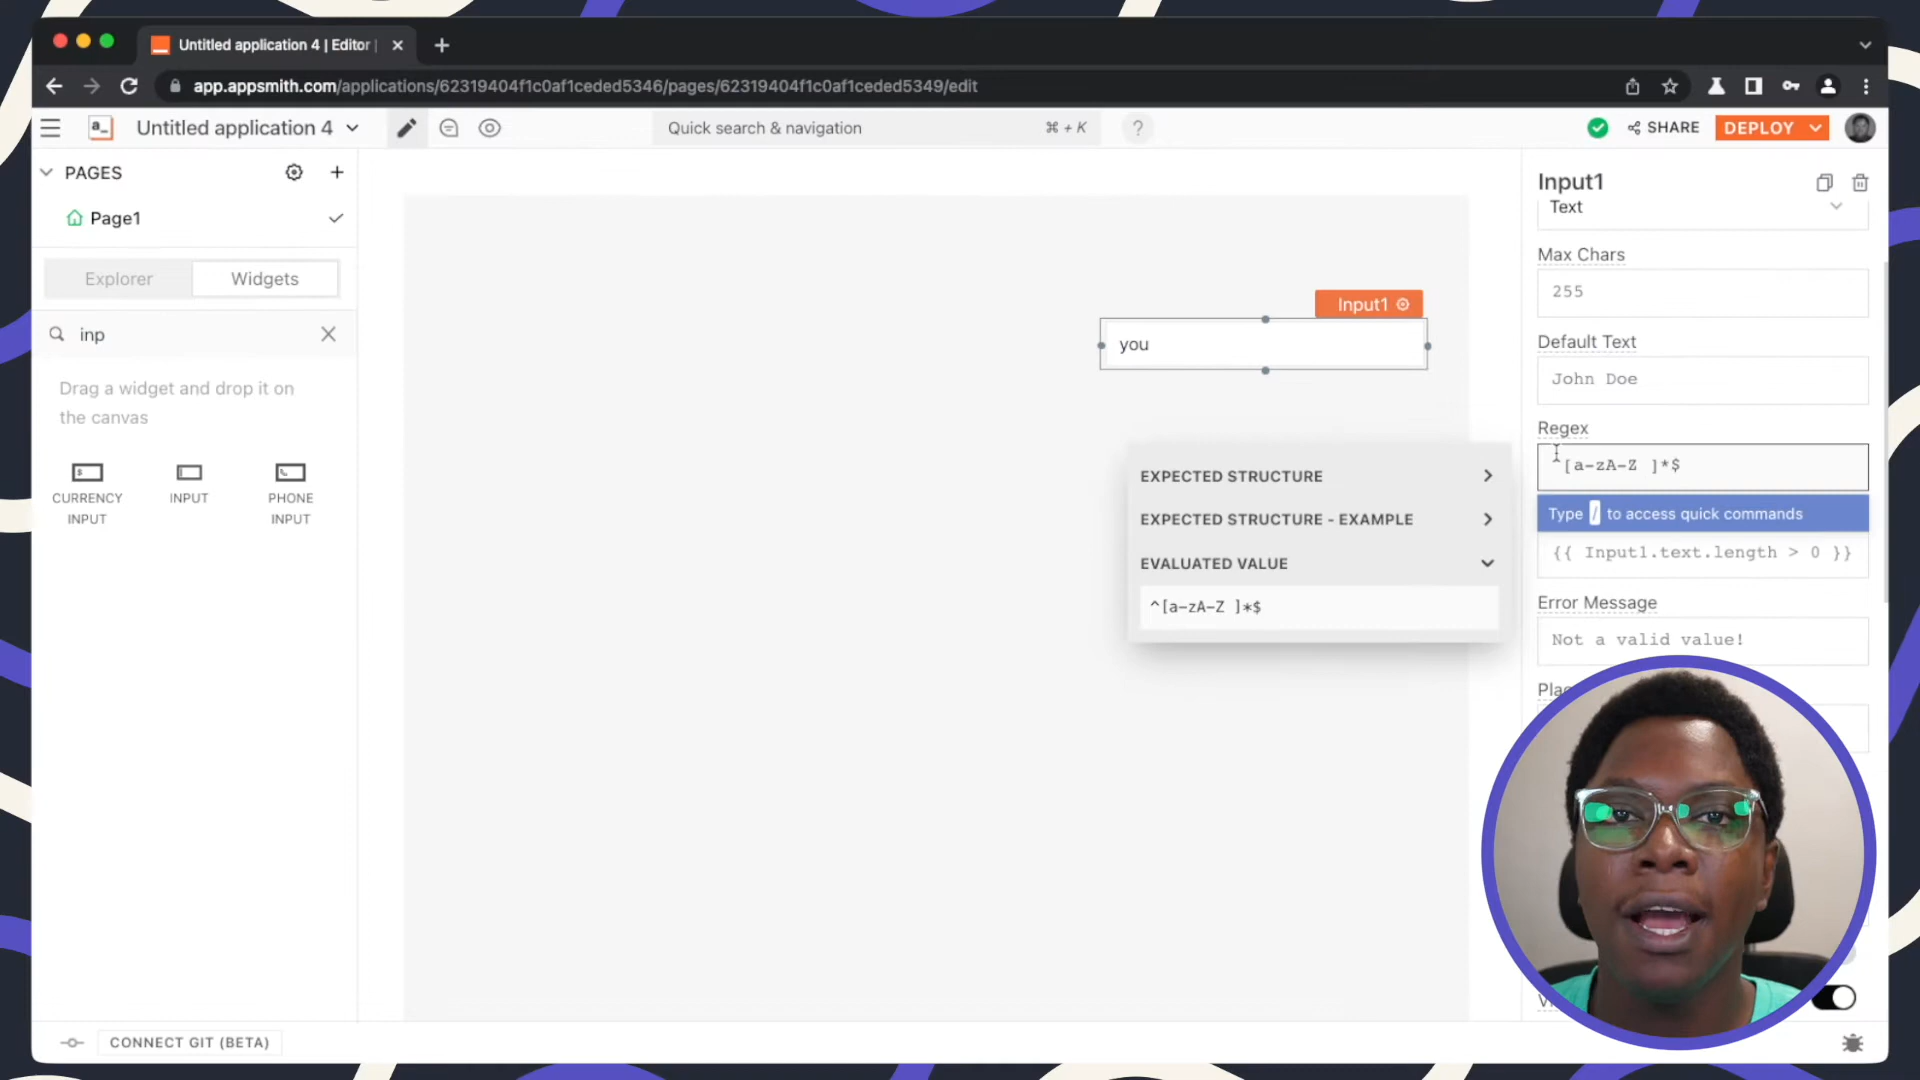 Untitled application 4 | Editor |
app.appsmith.com/applications/62319404f1c0af1ceded5346/pages/62319404f1c0af1ceded5349/edit
Untitled application 4
Quick search & navigation
⌘ + K
?
SHARE
DEPLOY
PAGES
Page1
Explorer
Widgets
inp
Drag a widget and drop it on
the canvas
CURRENCY
INPUT
INPUT
PHONE
INPUT
CONNECT GIT (BETA)
Input1
you
EXPECTED STRUCTURE
EXPECTED STRUCTURE - EXAMPLE
EVALUATED VALUE
^[a-zA-Z ]*$
Input1
Text
Max Chars
255
Default Text
John Doe
Regex
^[a-zA-Z ]*$
Type / to access quick commands
{{ Input1.text.length > 0 }}
Error Message
Not a valid value!